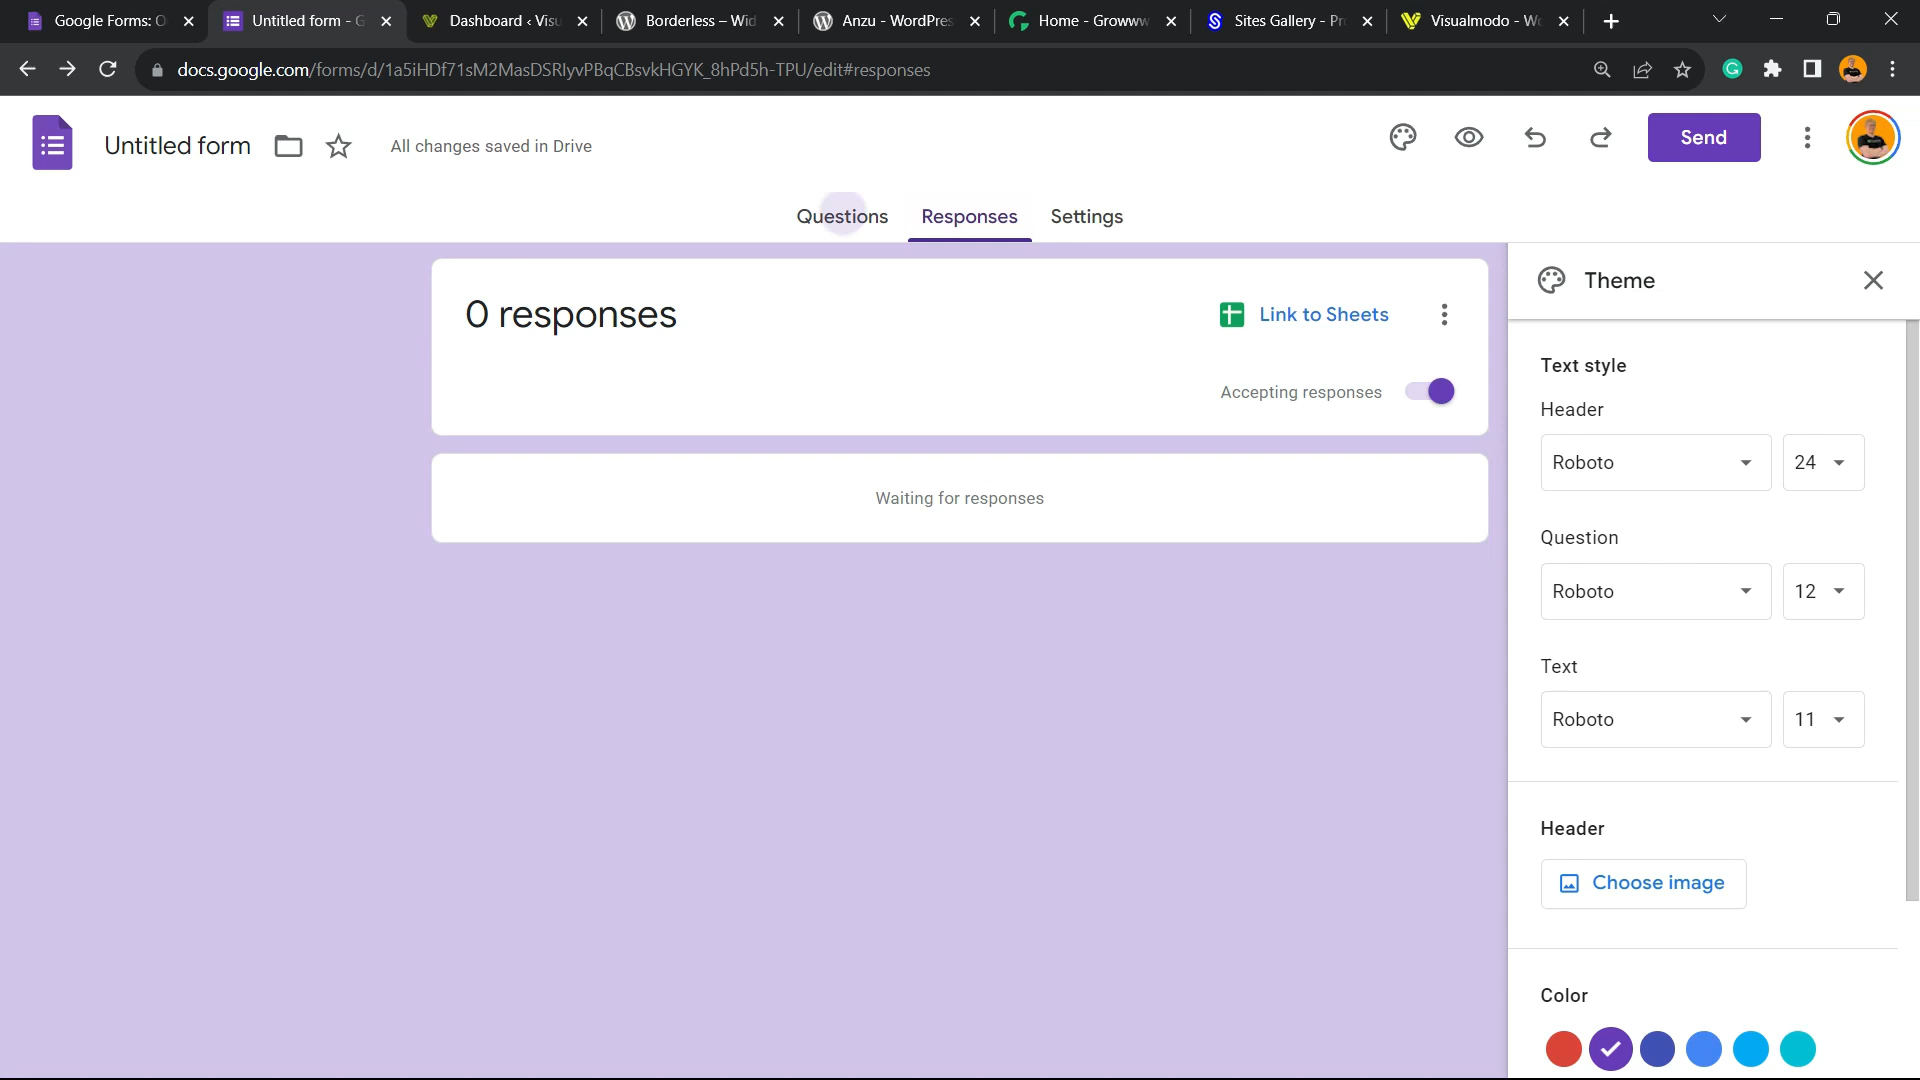 Google Forms: O
Untitled form - G
Dashboard ‹ Visu
Borderless – Wid
Anzu - WordPres
Home - Growww
Sites Gallery - Pr
Visualmodo - Wo
docs.google.com/forms/d/1a5iHDf71sM2MasDSRIyvPBqCBsvkHGYK_8hPd5h-TPU/edit#responses
Untitled form
All changes saved in Drive
Send
Questions
Responses
Settings
0 responses
Link to Sheets
Accepting responses
Waiting for responses
Theme
Text style
Header
Roboto
24
Question
Roboto
12
Text
Roboto
11
Header
Choose image
Color